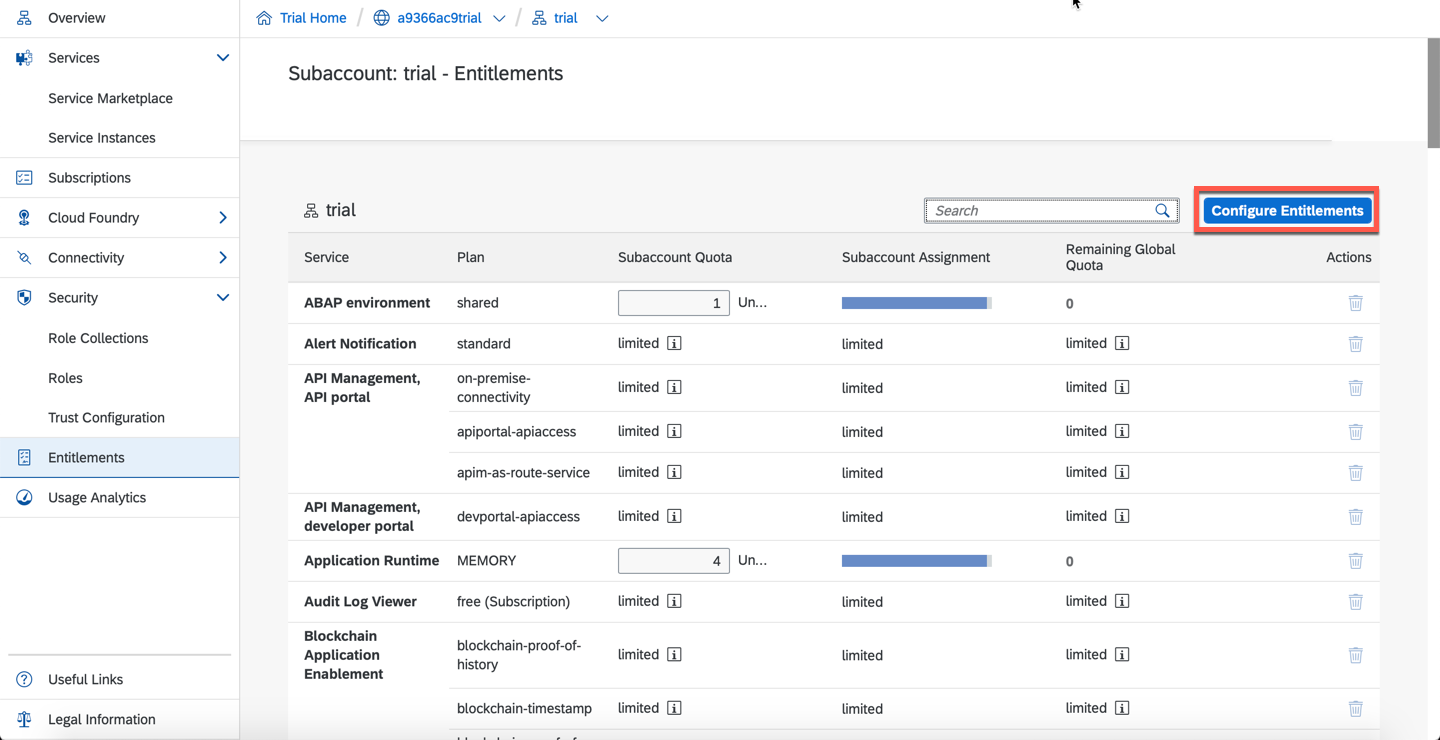 Overview
Services
Service Marketplace
Service Instances
Subscriptions
Cloud Foundry
Connectivity
Security
Role Collections
Roles
Trust Configuration
Entitlements
Usage Analytics
Useful Links
Legal Information
Trial Home / a9366ac9trial / trial
Subaccount: trial - Entitlements
trial
Search
Configure Entitlements
Service Plan Subaccount Quota Subaccount Assignment Remaining Global Quota Actions
ABAP environment shared 1 Un... 0
Alert Notification standard limited limited limited
API Management, API portal on-premise-connectivity limited limited limited
apiportal-apiaccess limited limited limited
apim-as-route-service limited limited limited
API Management, developer portal devportal-apiaccess limited limited limited
Application Runtime MEMORY 4 Un... 0
Audit Log Viewer free (Subscription) limited limited limited
Blockchain Application Enablement blockchain-proof-of-history limited limited limited
blockchain-timestamp limited limited limited